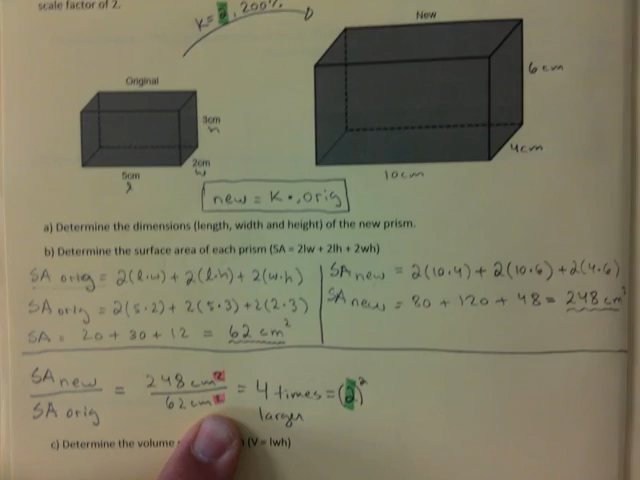 scale factor of 2.
K = 2, 200%
New
Original
6cm
3cm
h
4cm
2cm
w
5cm
l
10cm
new = K • orig
a) Determine the dimensions (length, width and height) of the new prism.
b) Determine the surface area of each prism (SA = 2lw + 2lh + 2wh)
SA orig = 2(l·w) + 2(l·h) + 2(w·h)
SA orig = 2(5·2) + 2(5·3) + 2(2·3)
SA = 20 + 30 + 12 = 62 cm²
SA new = 2(10·4) + 2(10·6) + 2(4·6)
SA new = 80 + 120 + 48 = 248 cm²
SA new / SA orig = 248 cm² / 62 cm² = 4 times larger = (2)²
c) Determine the volume (V = lwh)